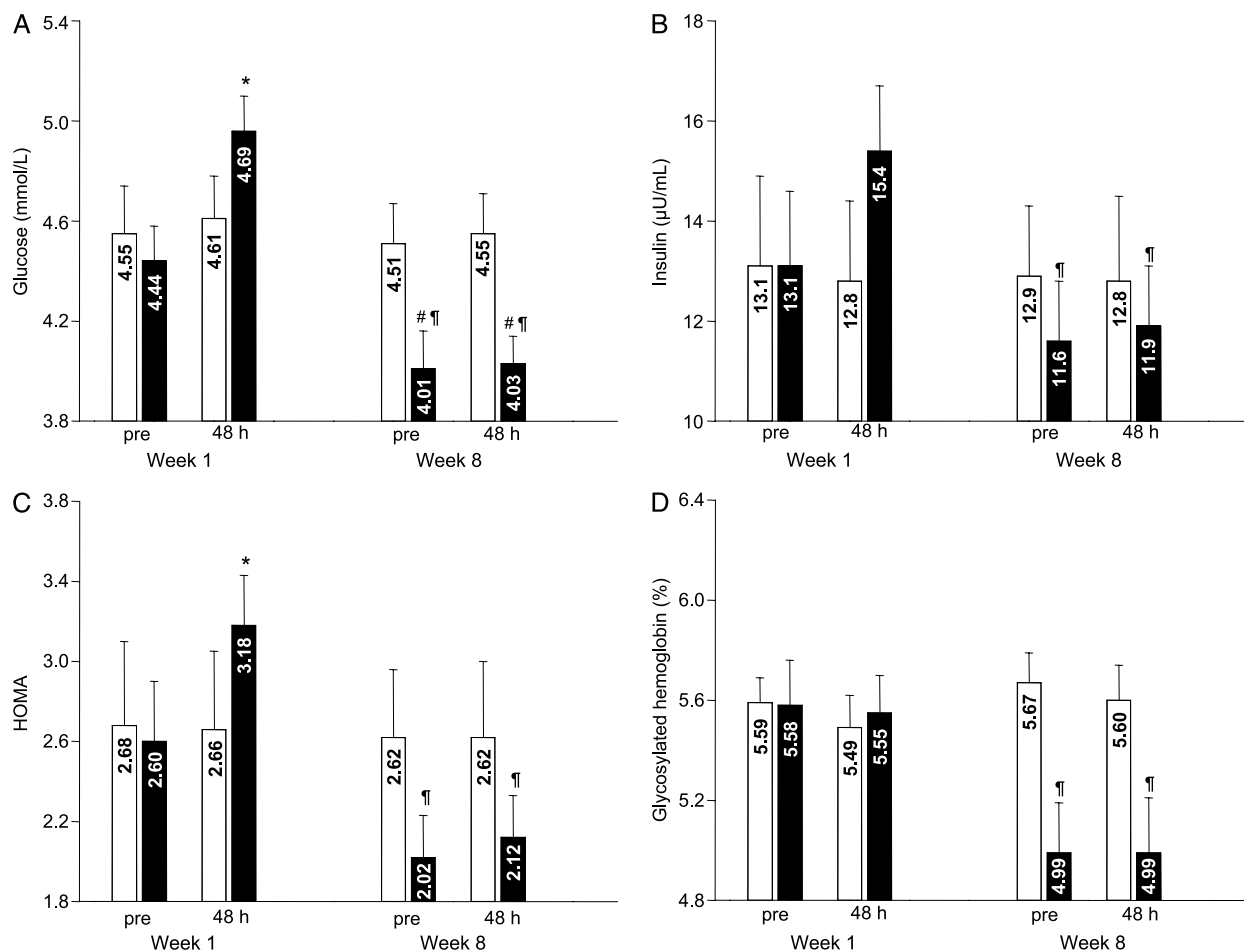 A
5.4
5.0
4.6
4.2
3.8
Glucose (mmol/L)
*
# ¶
# ¶
4.55
4.44
4.61
4.69
4.51
4.01
4.55
4.03
pre
48 h
pre
48 h
Week 1
Week 8
B
18
16
14
12
10
Insulin (µU/mL)
¶
¶
13.1
13.1
12.8
15.4
12.9
11.6
12.8
11.9
pre
48 h
pre
48 h
Week 1
Week 8
C
3.8
3.4
3.0
2.6
2.2
1.8
HOMA
*
¶
¶
2.68
2.60
2.66
3.18
2.62
2.02
2.62
2.12
pre
48 h
pre
48 h
Week 1
Week 8
D
6.4
6.0
5.6
5.2
4.8
Glycosylated hemoglobin (%)
¶
¶
5.59
5.58
5.49
5.55
5.67
4.99
5.60
4.99
pre
48 h
pre
48 h
Week 1
Week 8